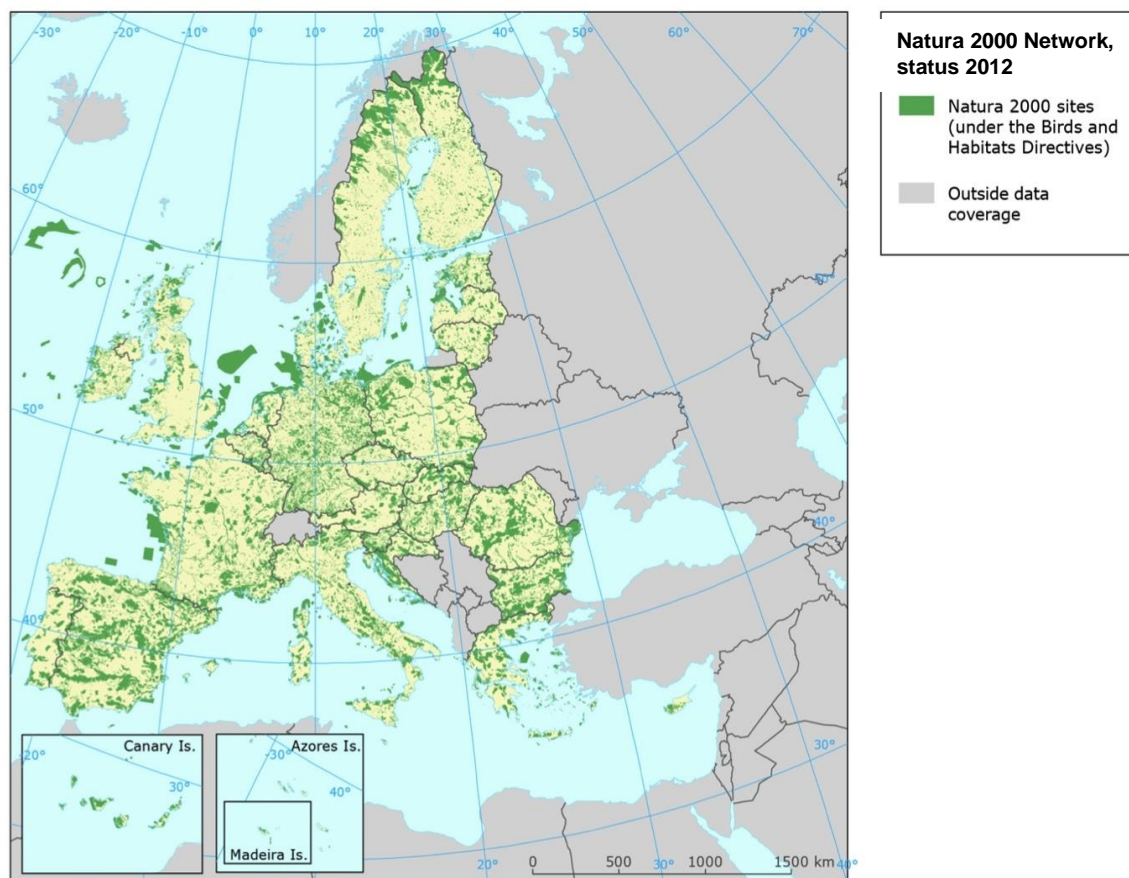 -30°
-20°
-10°
0°
10°
20°
30°
40°
50°
60°
70°
60°
50°
40°
50°
40°
30°
Canary Is.
-20°
30°
Azores Is.
-30°
40°
Madeira Is.
20°
30°
40°
0 500 1000 1500 km
Natura 2000 Network,
status 2012
Natura 2000 sites
(under the Birds and
Habitats Directives)
Outside data
coverage